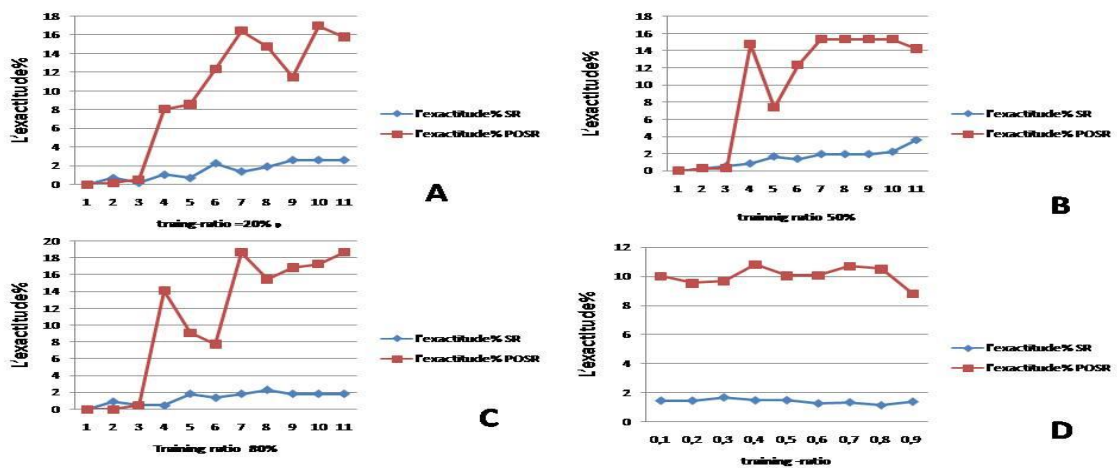 18
16
14
12
10
8
6
4
2
0
L'exactitude%
1 2 3 4 5 6 7 8 9 10 11
traing-ratio =20% و
l'exactitude% SR
l'exactitude% POSR
A
18
16
14
12
10
8
6
4
2
0
L'exactitude%
1 2 3 4 5 6 7 8 9 10 11
trainnig ratio 50%
l'exactitude% SR
l'exactitude% POSR
B
20
18
16
14
12
10
8
6
4
2
0
L'exactitude%
1 2 3 4 5 6 7 8 9 10 11
Training ratio 80%
l'exactitude% SR
l'exactitude% POSR
C
12
10
8
6
4
2
0
L'exactitude%
0,1 0,2 0,3 0,4 0,5 0,6 0,7 0,8 0,9
training -ratio
l'exactitude% SR
l'exactitude% POSR
D